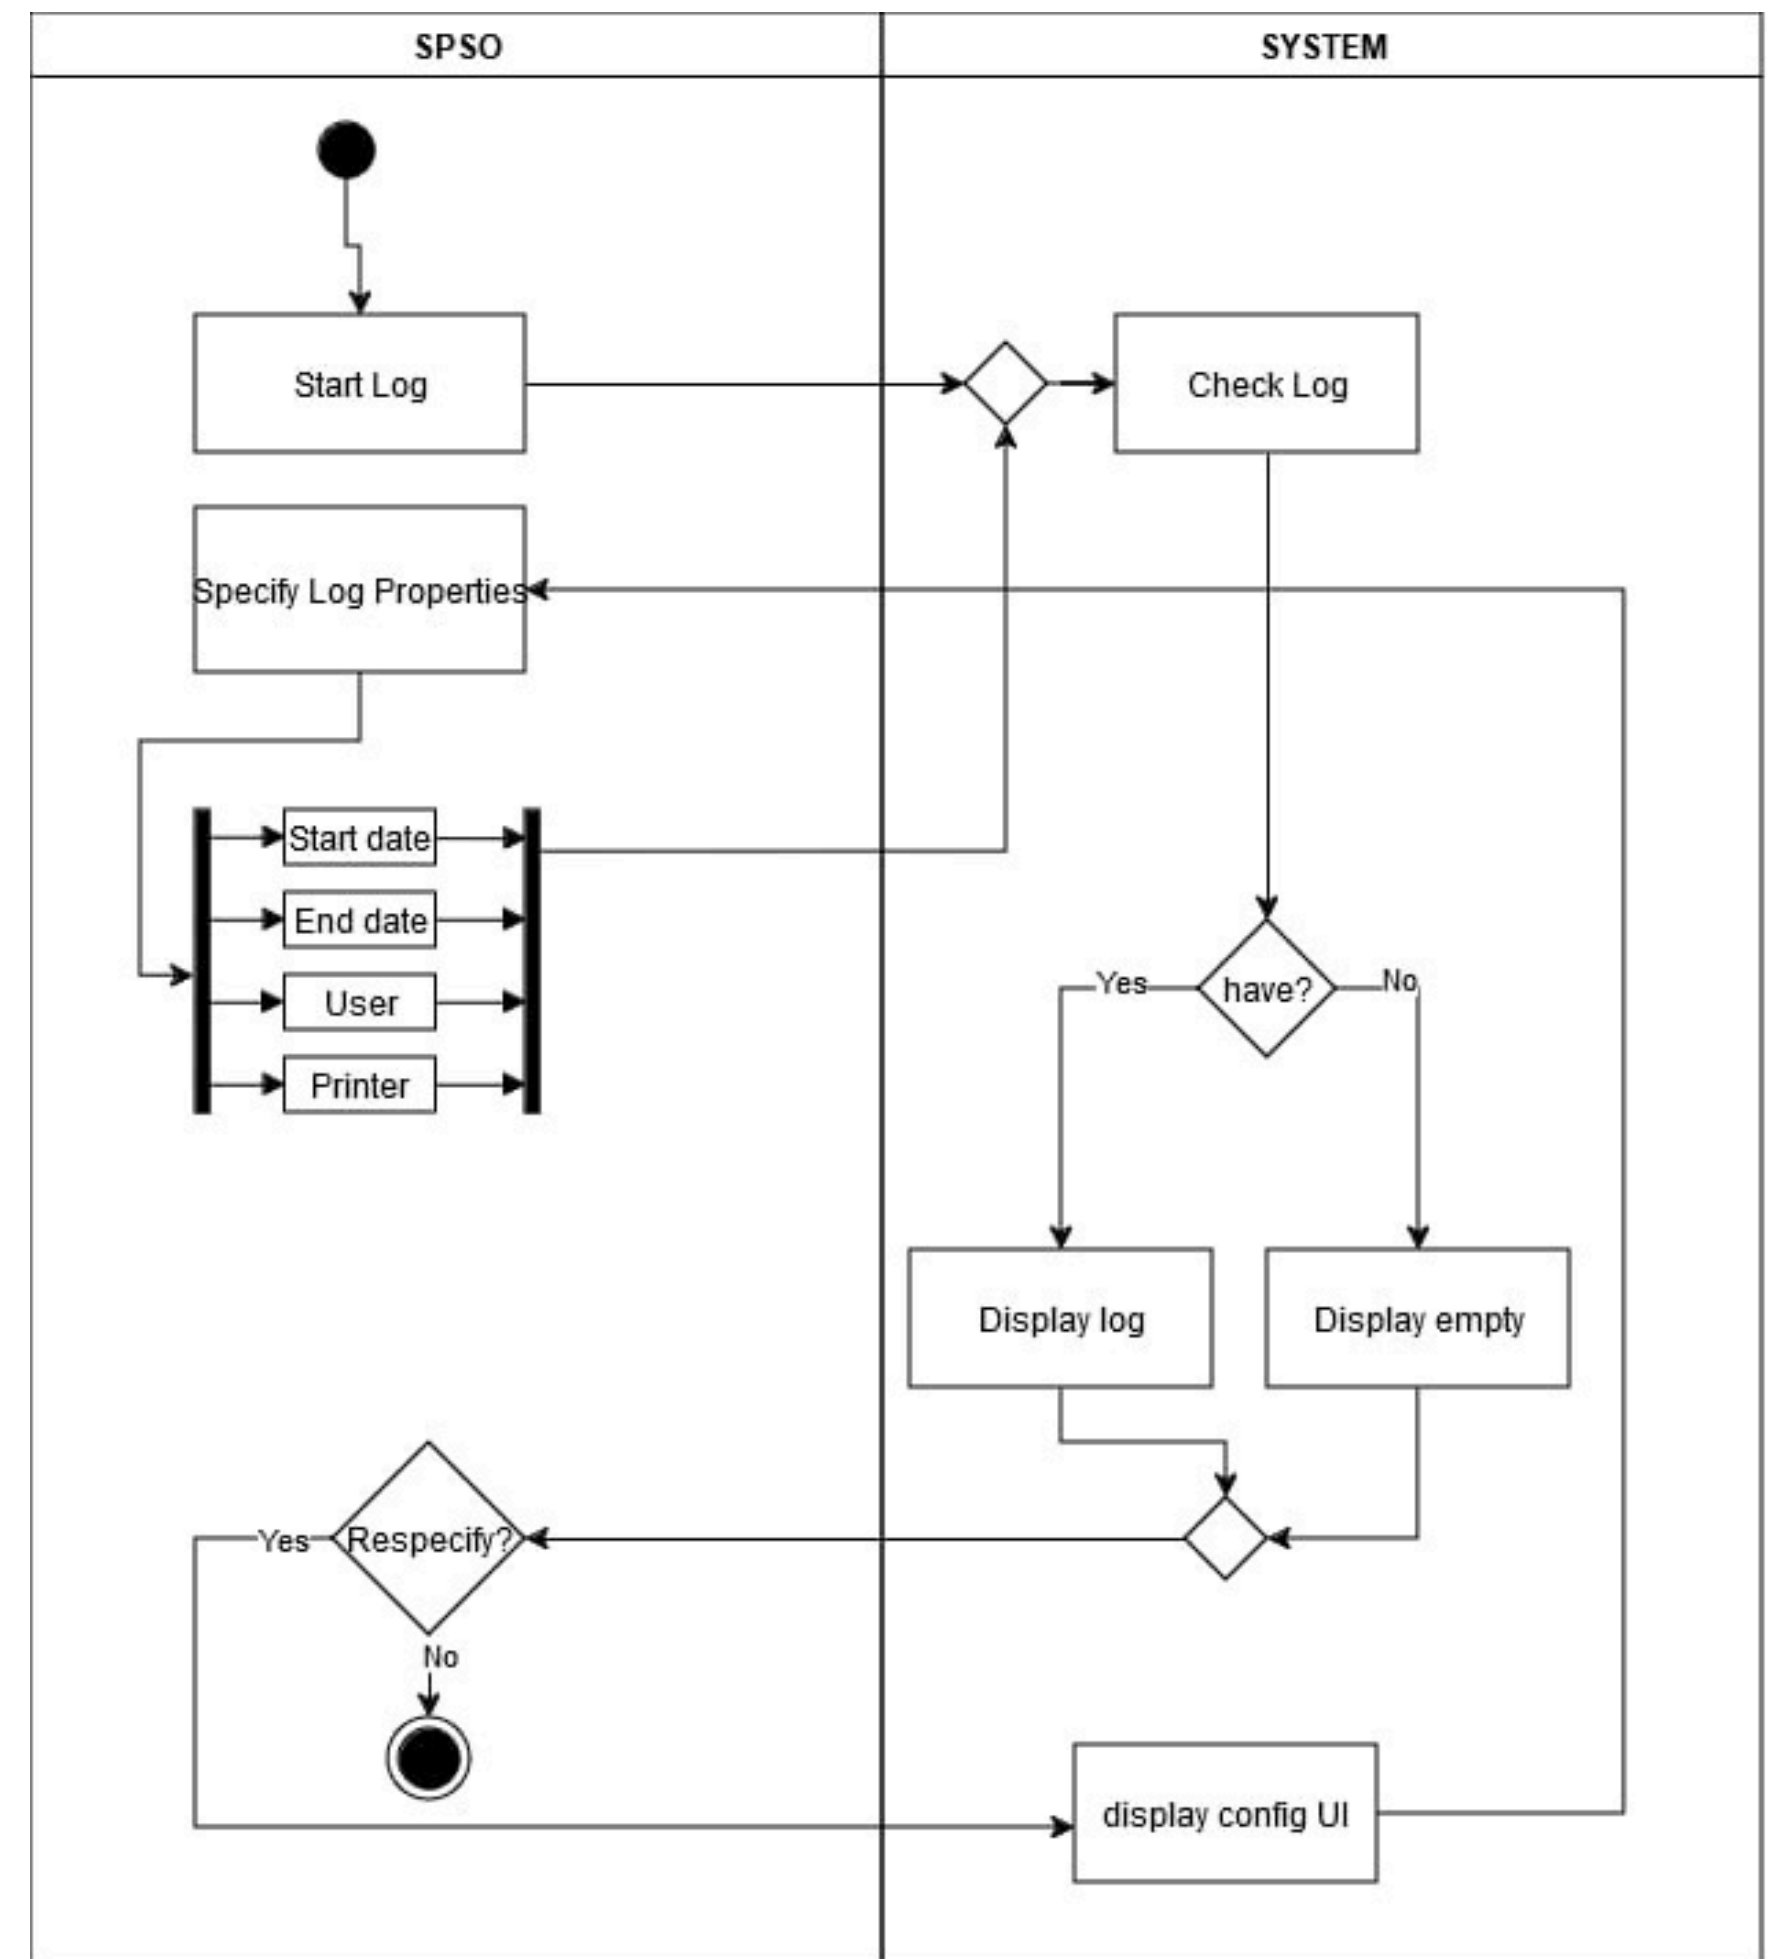 SPSO
SYSTEM
Start Log
Check Log
Specify Log Properties
Start date
End date
User
Printer
Yes
have?
No
Display log
Display empty
Yes
Respecify?
No
display config UI